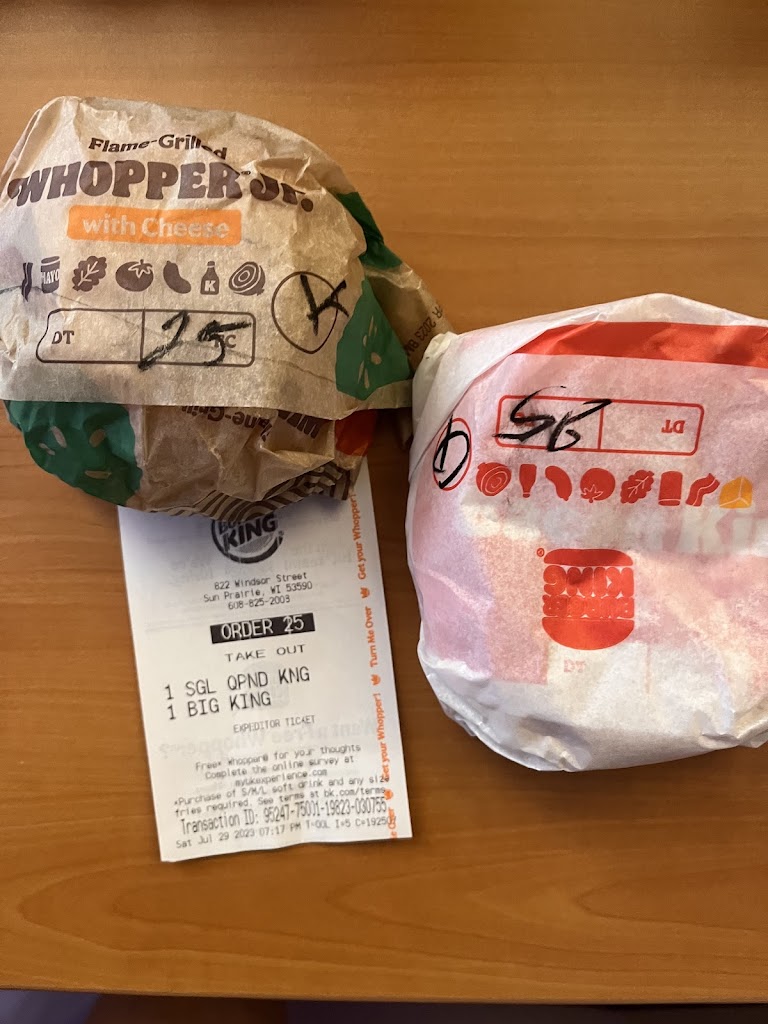 Flame-Grilled
WHOPPER Jr.
with Cheese
MAYO
K
DT
25
K
DT
BURGER
KING
®
DT
KING
822 Windsor Street
Sun Prairie, WI 53590
608-825-2003
ORDER 25
TAKE OUT
1 SGL QPND KNG
1 BIG KING
EXPEDITOR TICKET
Free* Whopper® for your thoughts
Complete the online survey at
mybkexperience.com
*Purchase of S/M/L soft drink and any size
fries required. See terms at bk.com/terms
Transaction ID: 95247-75001-19823-030755
Sat Jul 29 2023 07:17 PM
Get your Whopper!
Turn Me Over
Get your Whopper!